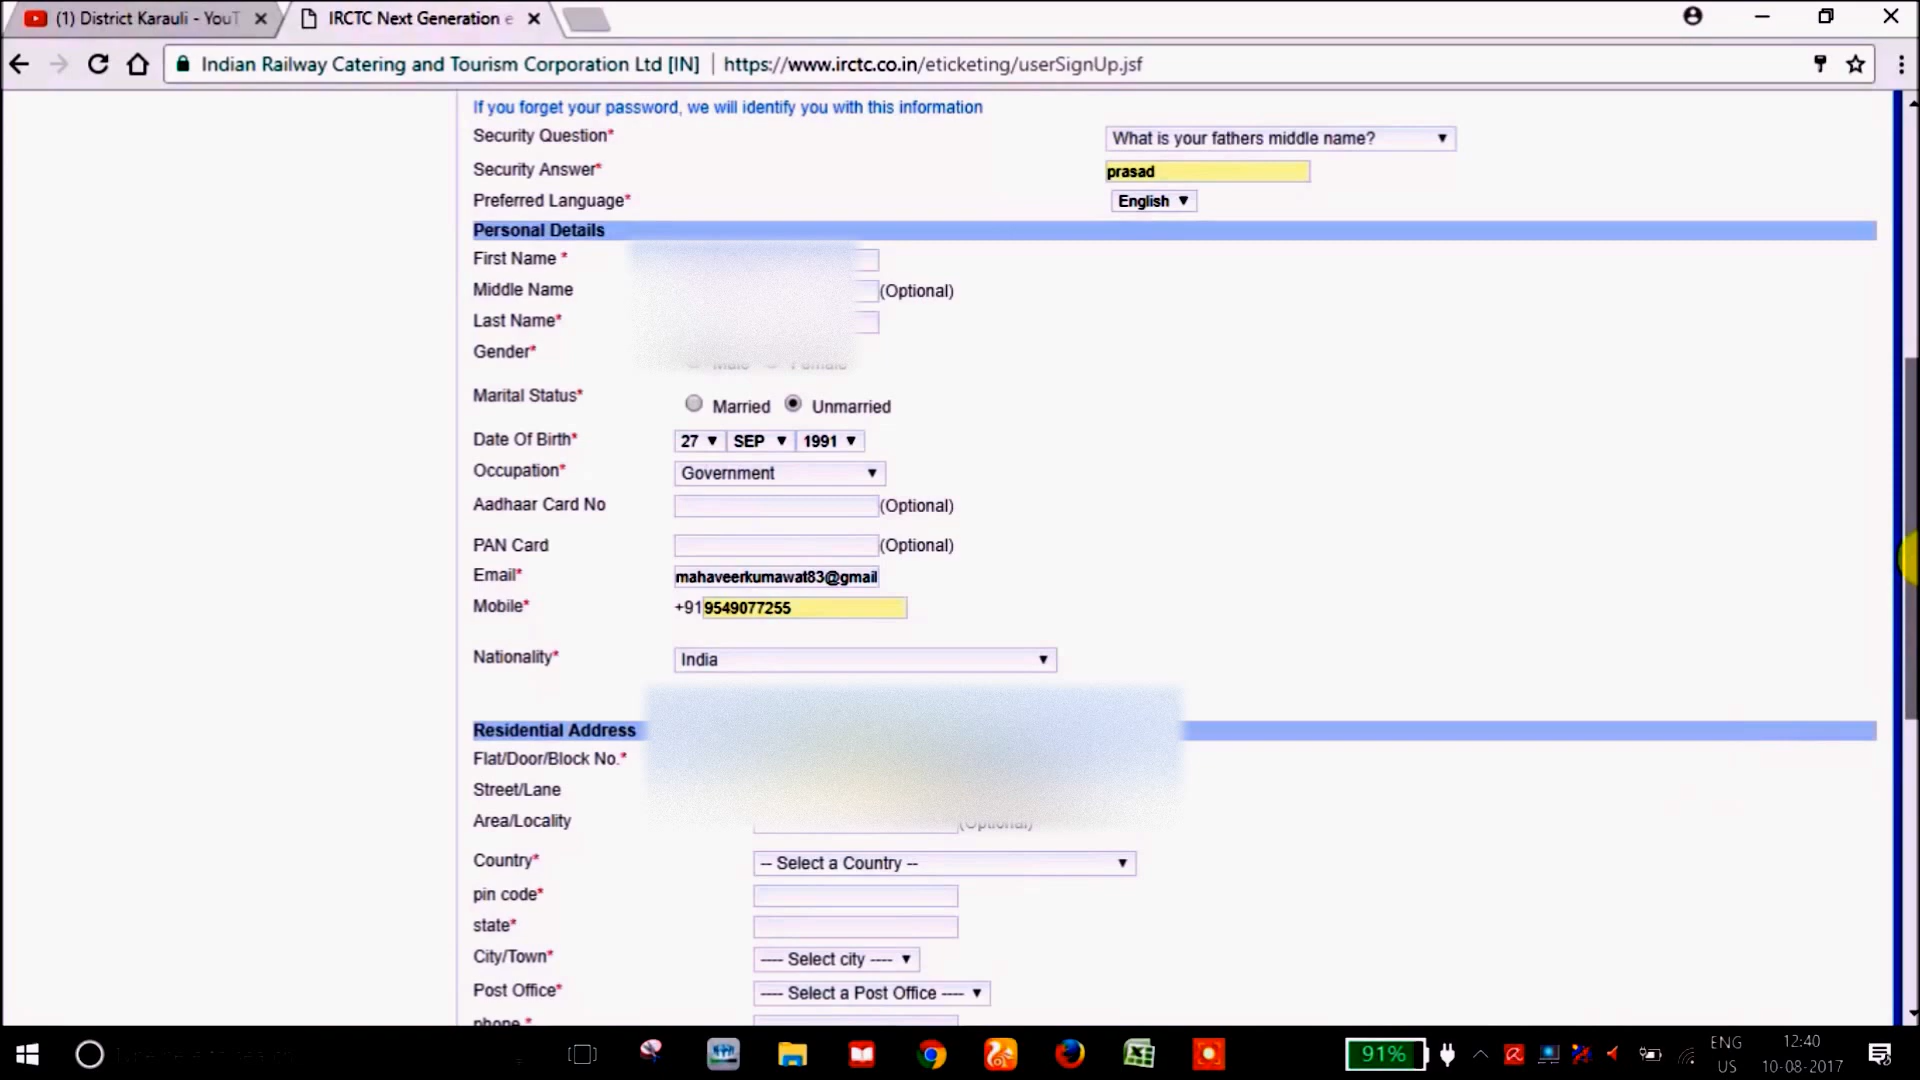 (1) District Karauli - YouT
IRCTC Next Generation e
Indian Railway Catering and Tourism Corporation Ltd [IN] | https://www.irctc.co.in/eticketing/userSignUp.jsf
If you forget your password, we will identify you with this information
Security Question* What is your fathers middle name?
Security Answer* prasad
Preferred Language* English
Personal Details
First Name *
Middle Name (Optional)
Last Name*
Gender* Male Female
Marital Status* Married Unmarried
Date Of Birth* 27 SEP 1991
Occupation* Government
Aadhaar Card No (Optional)
PAN Card (Optional)
Email* mahaveerkumawat83@gmail
Mobile* +91 9549077255
Nationality* India
Residential Address
Flat/Door/Block No.*
Street/Lane
Area/Locality (Optional)
Country* -- Select a Country --
pin code*
state*
City/Town* ---- Select city ----
Post Office* ---- Select a Post Office ----
phone *
91%
ENG
US
12:40
10-08-2017